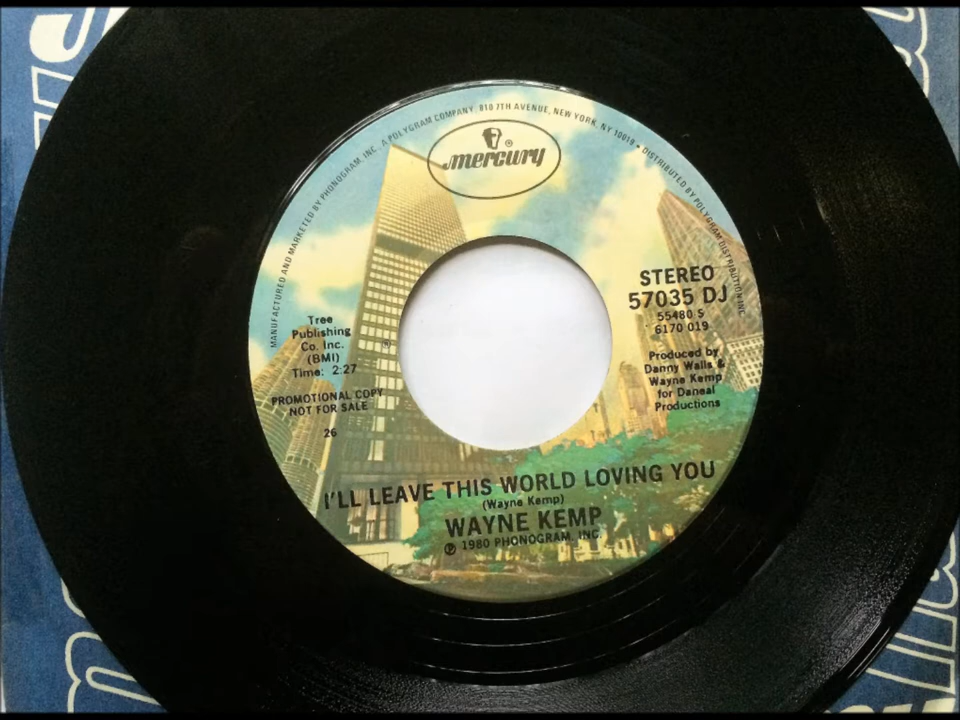 MANUFACTURED AND MARKETED BY PHONOGRAM, INC., A POLYGRAM COMPANY, 810 7TH AVENUE, NEW YORK, NY 10019 • DISTRIBUTED BY POLYGRAM DISTRIBUTION, INC.
mercury ®
STEREO
57035 DJ
55480 S
6170 019
Produced by
Danny Walls &
Wayne Kemp
for Daneal
Productions
Tree
Publishing
Co. Inc.
(BMI)
Time: 2:27
PROMOTIONAL COPY
NOT FOR SALE
26
I'LL LEAVE THIS WORLD LOVING YOU
(Wayne Kemp)
WAYNE KEMP
℗ 1980 PHONOGRAM, INC.